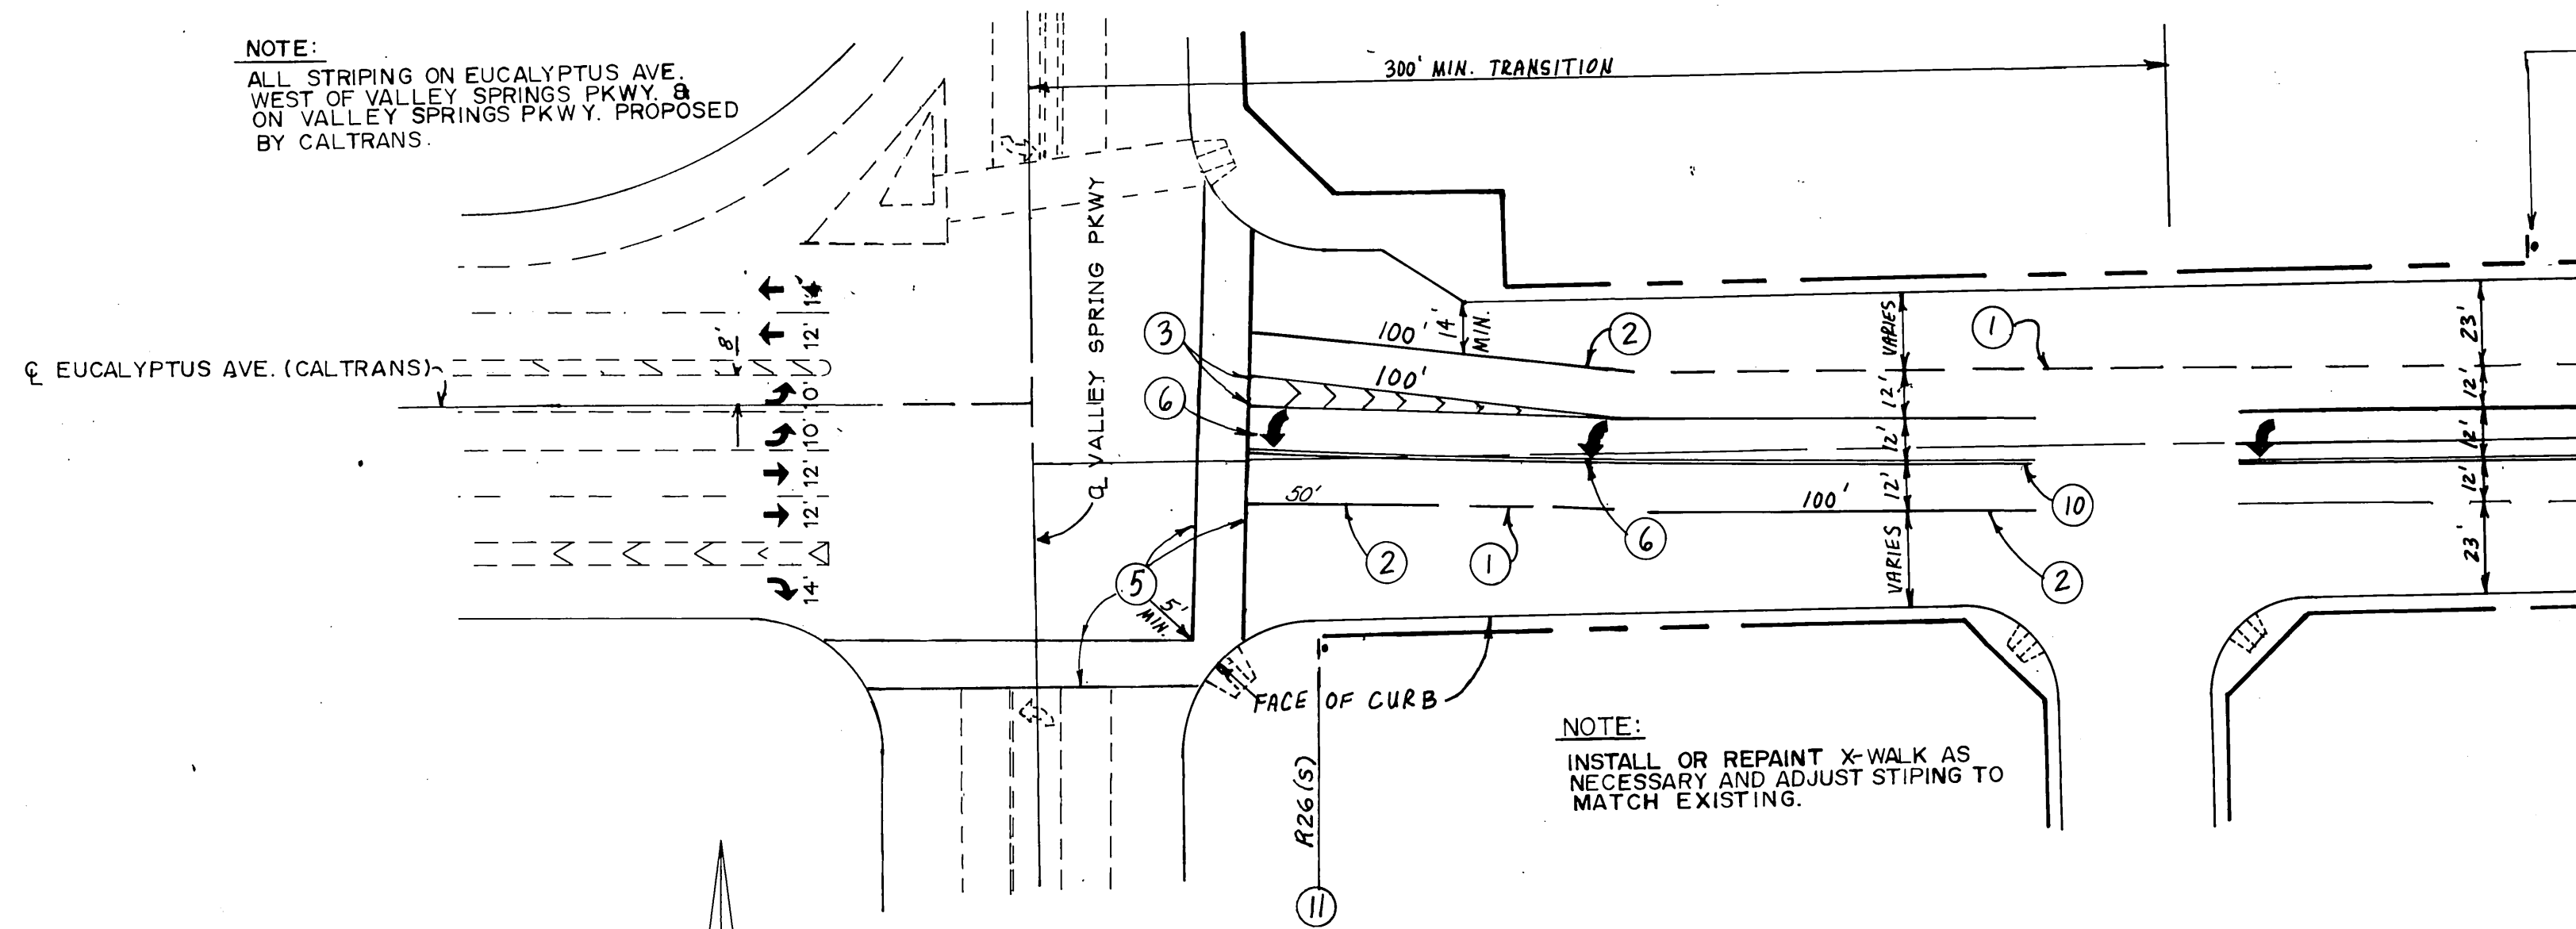 NOTE:
ALL STRIPING ON EUCALYPTUS AVE.
WEST OF VALLEY SPRINGS PKWY. &
ON VALLEY SPRINGS PKWY. PROPOSED
BY CALTRANS.
300' MIN. TRANSITION
℄ VALLEY SPRING PKWY
℄ EUCALYPTUS AVE. (CALTRANS)
8'
14'
12'
10'
10'
12'
12'
14'
3
6
100'
100'
14'
MIN.
2
VARIES
12'
12'
12'
VARIES
1
23'
12'
12'
12'
23'
50'
2
1
6
100'
10
2
5
5'
MIN.
FACE OF CURB
R26(S)
11
NOTE:
INSTALL OR REPAINT X-WALK AS
NECESSARY AND ADJUST STIPING TO
MATCH EXISTING.